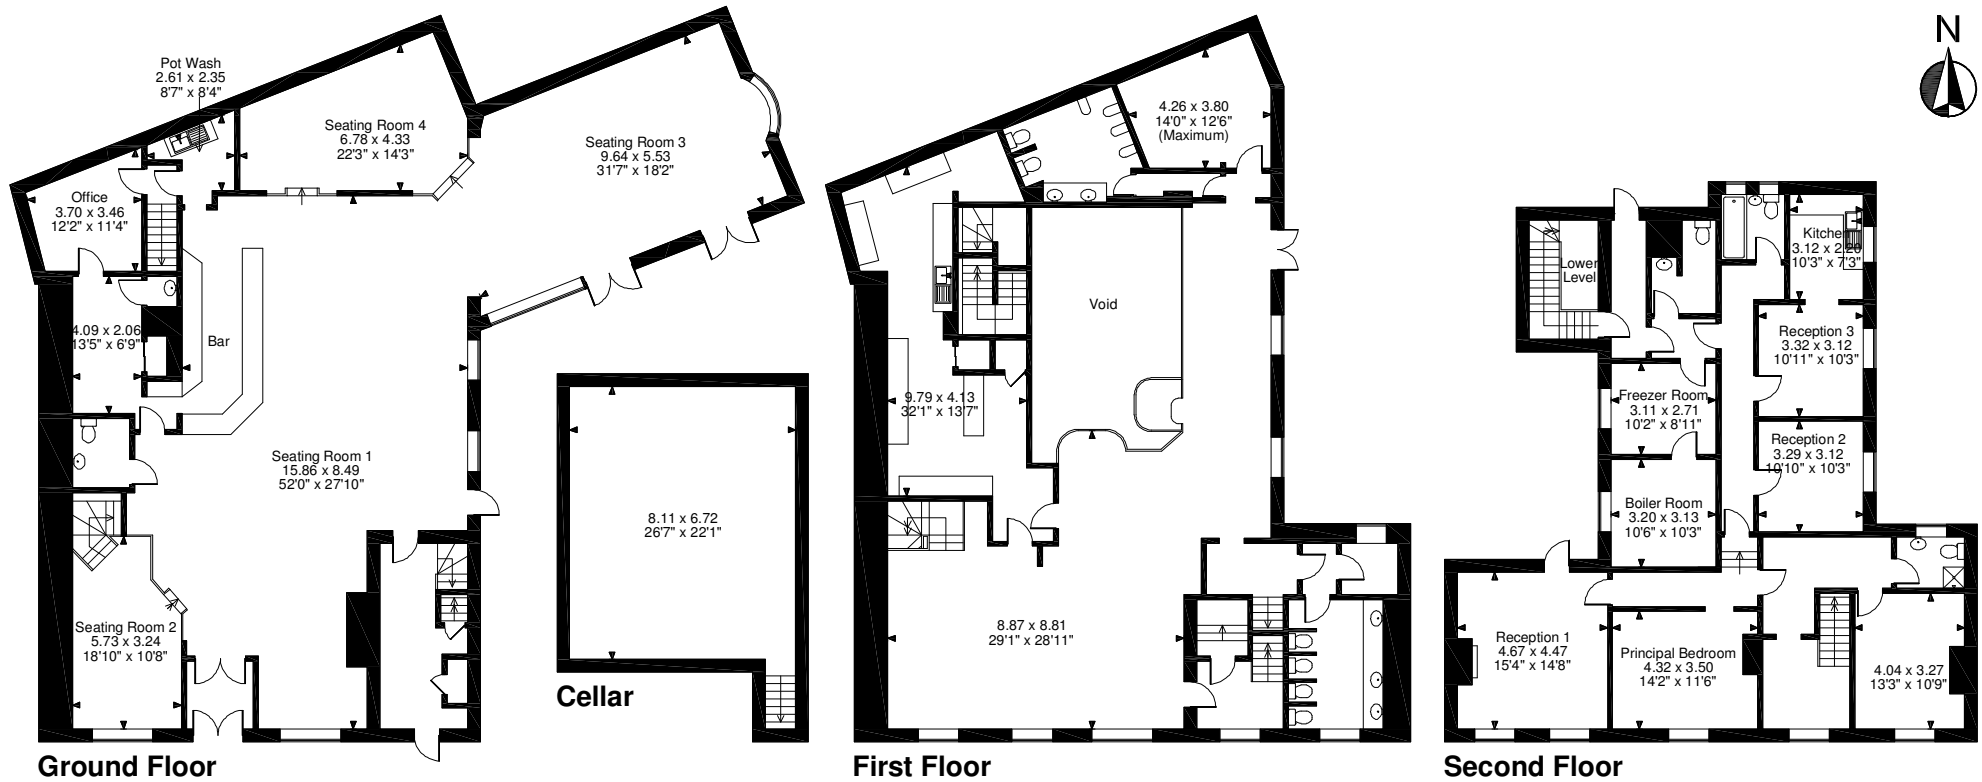 Pot Wash
2.61 x 2.35
8'7" x 8'4"
Seating Room 4
6.78 x 4.33
22'3" x 14'3"
Seating Room 3
9.64 x 5.53
31'7" x 18'2"
Office
3.70 x 3.46
12'2" x 11'4"
4.09 x 2.06
13'5" x 6'9"
Bar
Seating Room 1
15.86 x 8.49
52'0" x 27'10"
Seating Room 2
5.73 x 3.24
18'10" x 10'8"
Ground Floor
8.11 x 6.72
26'7" x 22'1"
Cellar
4.26 x 3.80
14'0" x 12'6"
(Maximum)
Void
9.79 x 4.13
32'1" x 13'7"
8.87 x 8.81
29'1" x 28'11"
First Floor
N
Lower
Level
Kitchen
3.12 x 2.20
10'3" x 7'3"
Reception 3
3.32 x 3.12
10'11" x 10'3"
Freezer Room
3.11 x 2.71
10'2" x 8'11"
Reception 2
3.29 x 3.12
10'10" x 10'3"
Boiler Room
3.20 x 3.13
10'6" x 10'3"
Reception 1
4.67 x 4.47
15'4" x 14'8"
Principal Bedroom
4.32 x 3.50
14'2" x 11'6"
4.04 x 3.27
13'3" x 10'9"
Second Floor